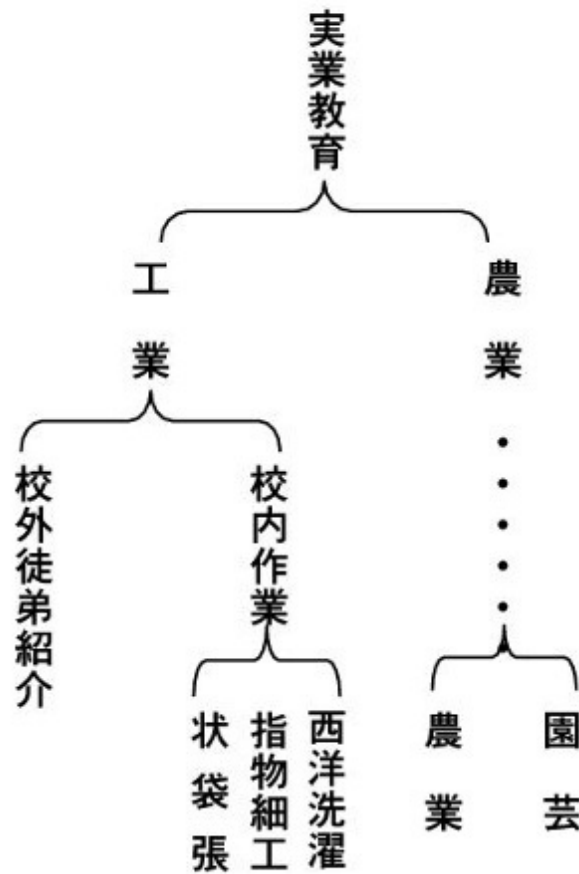 実業教育
農業
園芸
農業
工業
校内作業
西洋洗濯
指物細工
状袋張
校外徒弟紹介